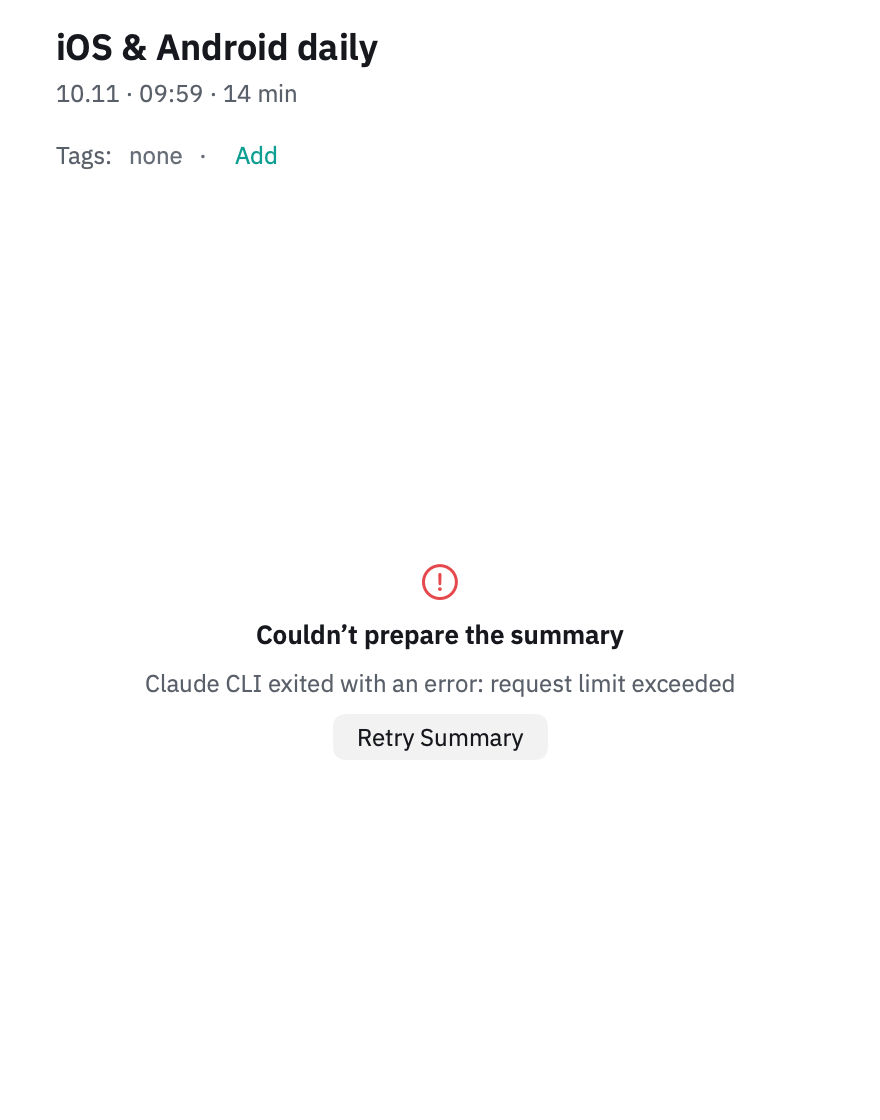 iOS & Android daily
10.11 · 09:59 · 14 min
Tags: none · Add
Couldn’t prepare the summary
Claude CLI exited with an error: request limit exceeded
Retry Summary